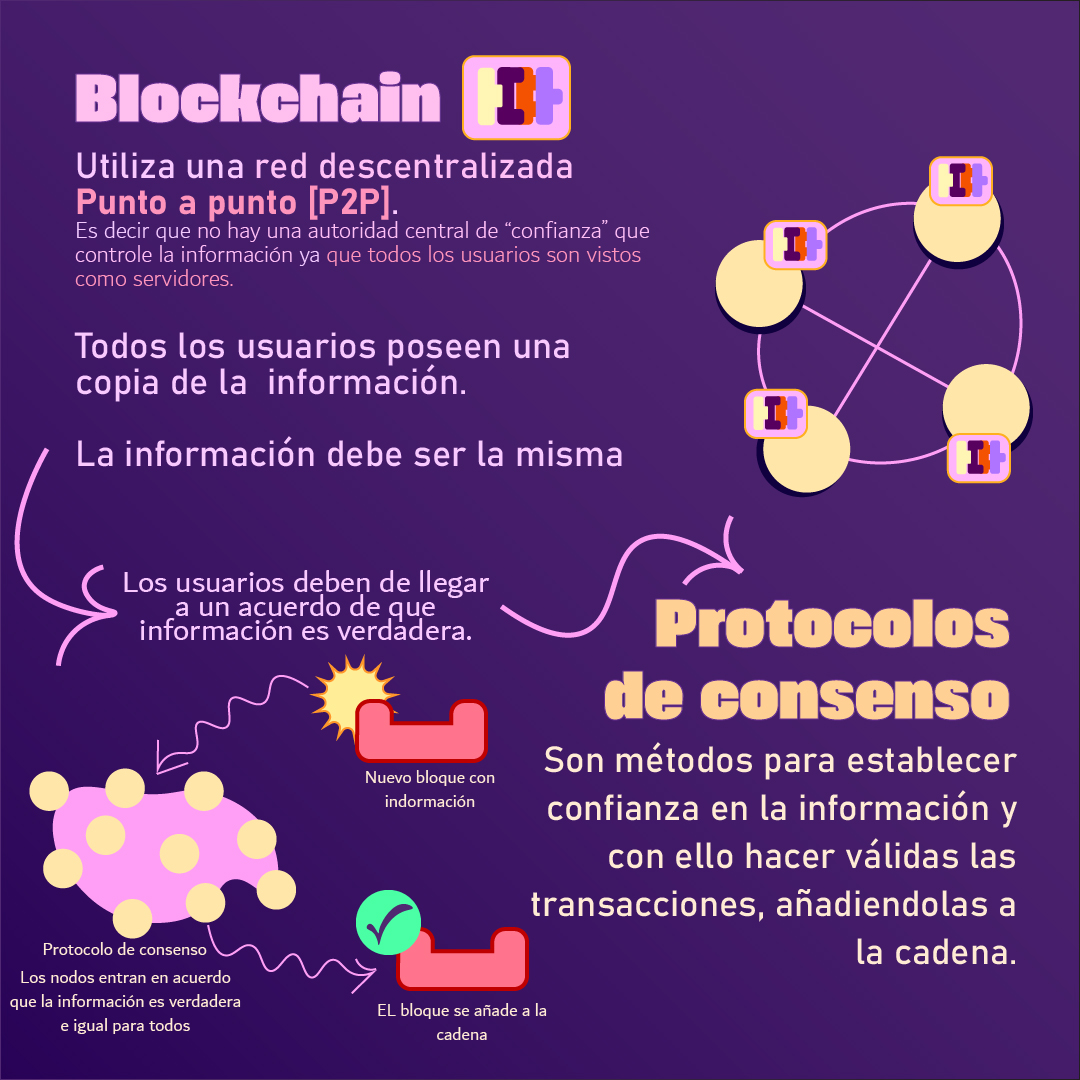 Blockchain
Utiliza una red descentralizada
Punto a punto [P2P].
Es decir que no hay una autoridad central de “confianza” que
controle la información ya que todos los usuarios son vistos
como servidores.
Todos los usuarios poseen una
copia de la información.
La información debe ser la misma
Los usuarios deben de llegar
a un acuerdo de que
información es verdadera.
Protocolos
de consenso
Son métodos para establecer
confianza en la información y
con ello hacer válidas las
transacciones, añadiendolas a
la cadena.
Nuevo bloque con
indormación
Protocolo de consenso
Los nodos entran en acuerdo
que la información es verdadera
e igual para todos
EL bloque se añade a la
cadena